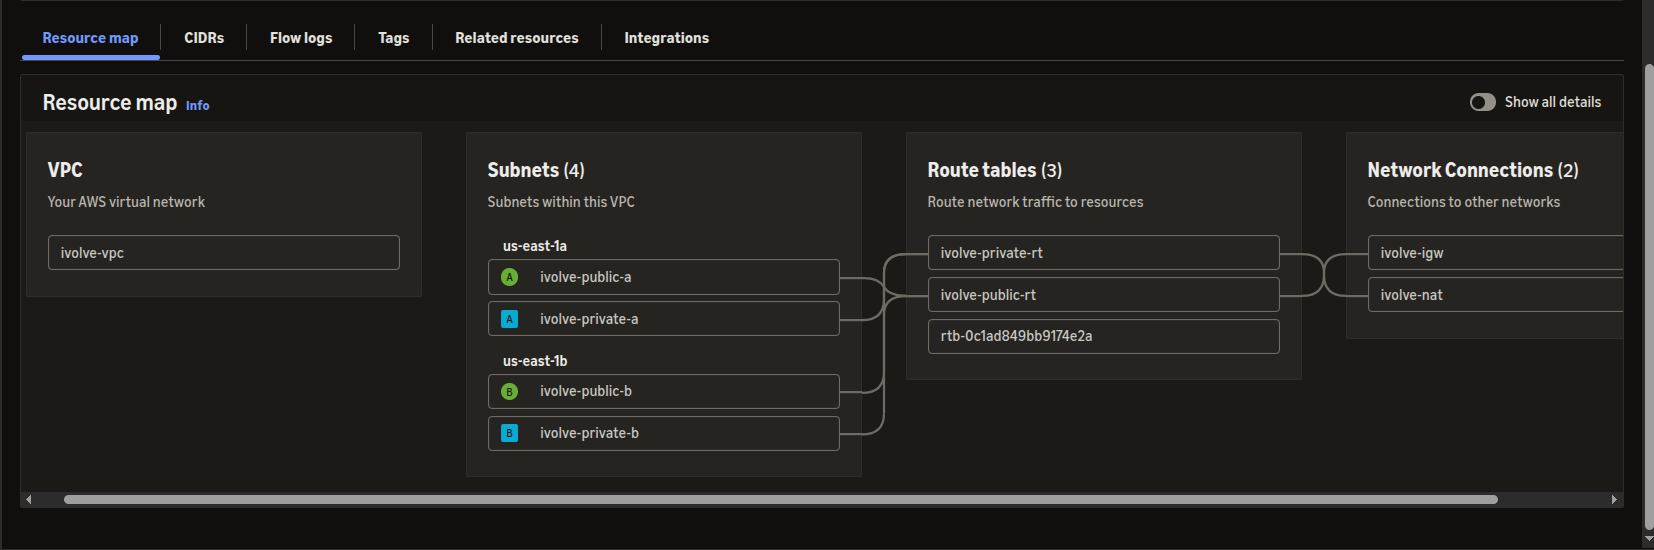 Resource map
CIDRs
Flow logs
Tags
Related resources
Integrations
Resource map Info
Show all details
VPC
Your AWS virtual network
ivolve-vpc
Subnets (4)
Subnets within this VPC
us-east-1a
A ivolve-public-a
A ivolve-private-a
us-east-1b
B ivolve-public-b
B ivolve-private-b
Route tables (3)
Route network traffic to resources
ivolve-private-rt
ivolve-public-rt
rtb-0c1ad849bb9174e2a
Network Connections (2)
Connections to other networks
ivolve-igw
ivolve-nat